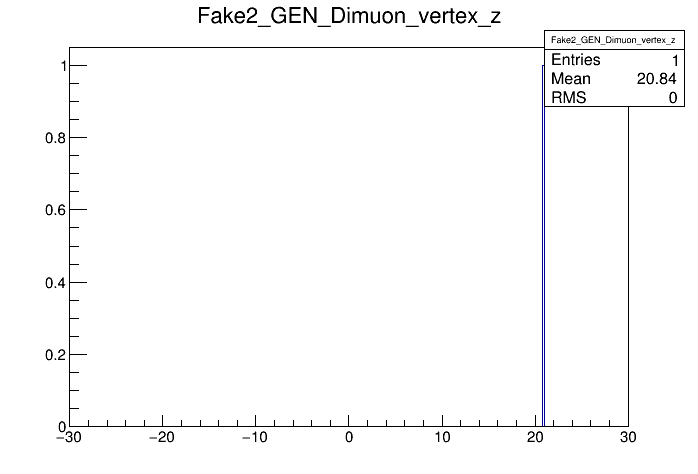 Fake2_GEN_Dimuon_vertex_z
Fake2_GEN_Dimuon_vertex_z
Entries 1
Mean 20.84
RMS 0
1
0.8
0.6
0.4
0.2
0
−30 −20 −10 0 10 20 30